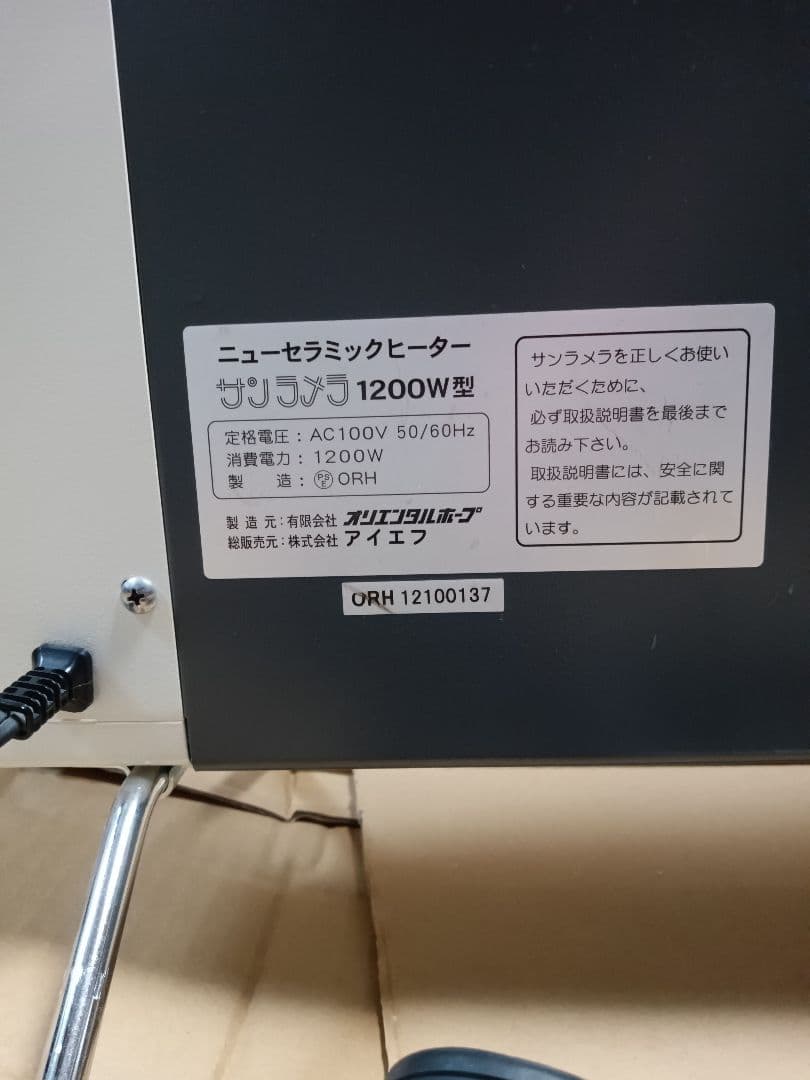 ニューセラミックヒーター
サンラメラ 1200W型
定格電圧：AC100V 50/60Hz
消費電力：1200W
製　造：PSE ORH
製造元：有限会社 オリエンタルホープ
総販売元：株式会社 アイエフ
サンラメラを正しくお使い
いただくために、
必ず取扱説明書を最後まで
お読み下さい。
取扱説明書には、安全に関
する重要な内容が記載されて
います。
ORH 12100137